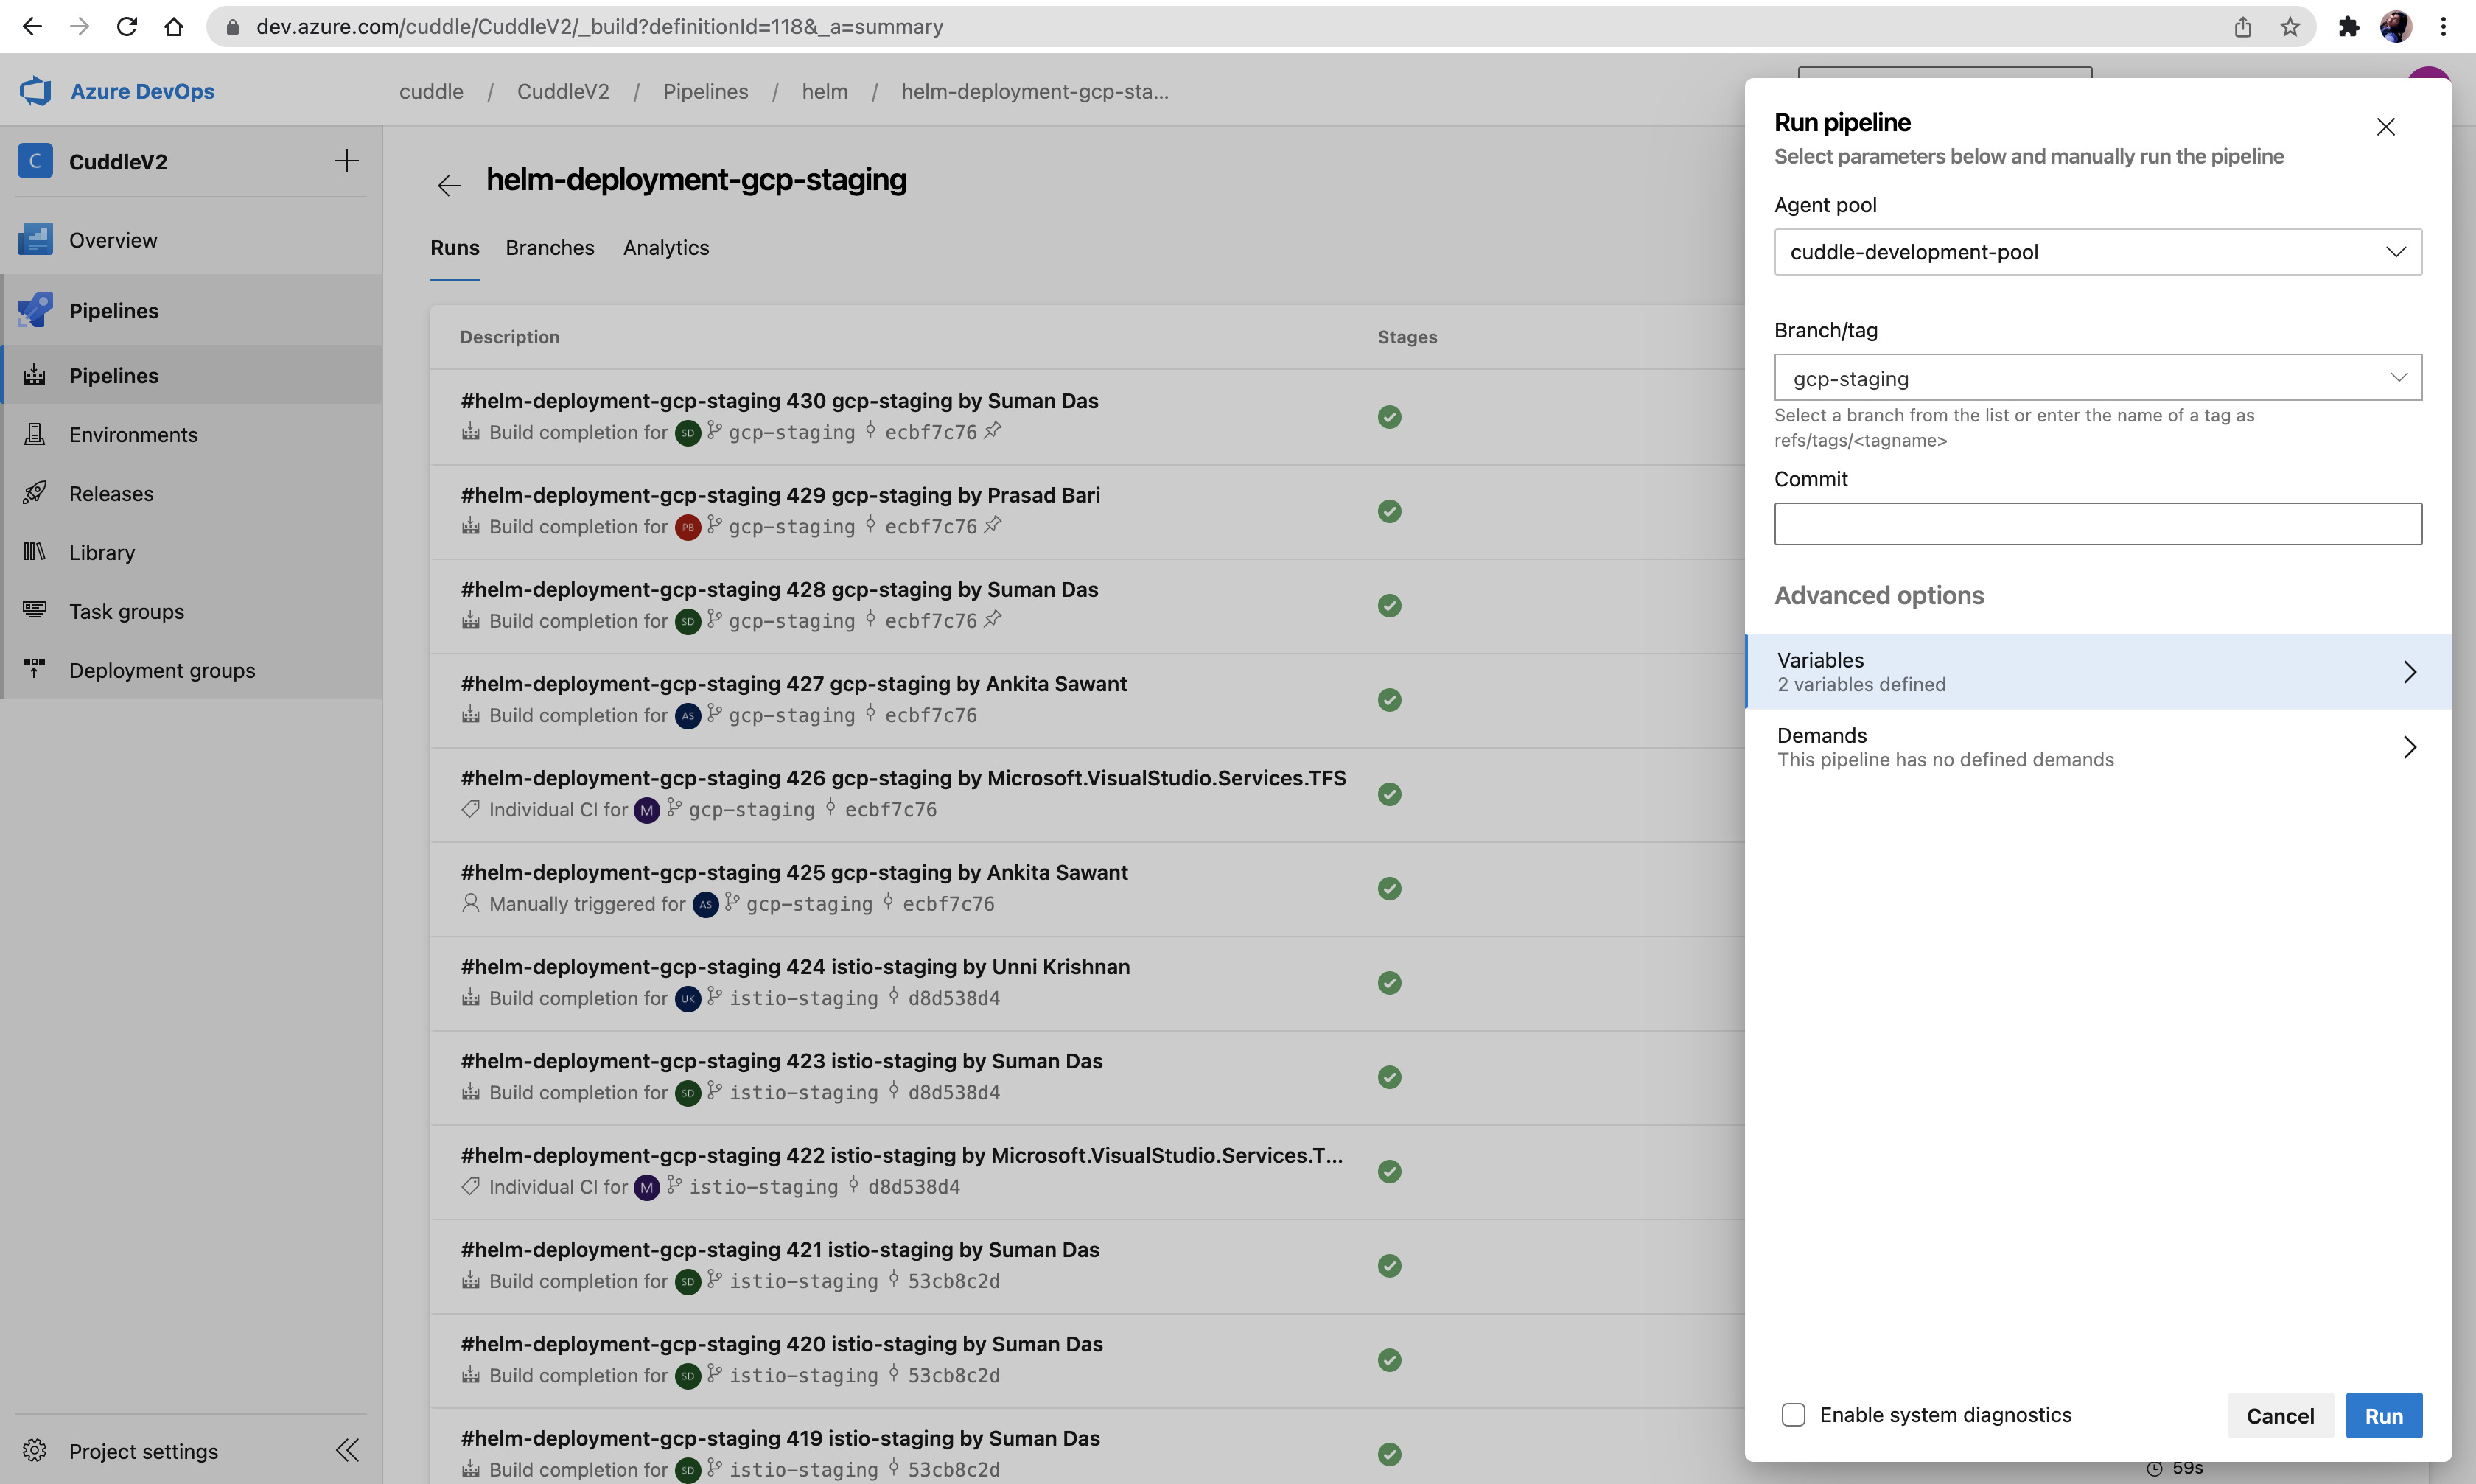 dev.azure.com/cuddle/CuddleV2/_build?definitionId=118&_a=summary
Azure DevOps
cuddle / CuddleV2 / Pipelines / helm / helm-deployment-gcp-sta...
C CuddleV2
Overview
Pipelines
Pipelines
Environments
Releases
Library
Task groups
Deployment groups
Project settings
helm-deployment-gcp-staging
Runs Branches Analytics
Description Stages
#helm-deployment-gcp-staging 430 gcp-staging by Suman Das
Build completion for SD gcp-staging ecbf7c76
#helm-deployment-gcp-staging 429 gcp-staging by Prasad Bari
Build completion for PB gcp-staging ecbf7c76
#helm-deployment-gcp-staging 428 gcp-staging by Suman Das
Build completion for SD gcp-staging ecbf7c76
#helm-deployment-gcp-staging 427 gcp-staging by Ankita Sawant
Build completion for AS gcp-staging ecbf7c76
#helm-deployment-gcp-staging 426 gcp-staging by Microsoft.VisualStudio.Services.TFS
Individual CI for M gcp-staging ecbf7c76
#helm-deployment-gcp-staging 425 gcp-staging by Ankita Sawant
Manually triggered for AS gcp-staging ecbf7c76
#helm-deployment-gcp-staging 424 istio-staging by Unni Krishnan
Build completion for UK istio-staging d8d538d4
#helm-deployment-gcp-staging 423 istio-staging by Suman Das
Build completion for SD istio-staging d8d538d4
#helm-deployment-gcp-staging 422 istio-staging by Microsoft.VisualStudio.Services.T...
Individual CI for M istio-staging d8d538d4
#helm-deployment-gcp-staging 421 istio-staging by Suman Das
Build completion for SD istio-staging 53cb8c2d
#helm-deployment-gcp-staging 420 istio-staging by Suman Das
Build completion for SD istio-staging 53cb8c2d
#helm-deployment-gcp-staging 419 istio-staging by Suman Das
Build completion for SD istio-staging 53cb8c2d
59s
Run pipeline
Select parameters below and manually run the pipeline
Agent pool
cuddle-development-pool
Branch/tag
gcp-staging
Select a branch from the list or enter the name of a tag as
refs/tags/<tagname>
Commit
Advanced options
Variables
2 variables defined
Demands
This pipeline has no defined demands
Enable system diagnostics
Cancel Run